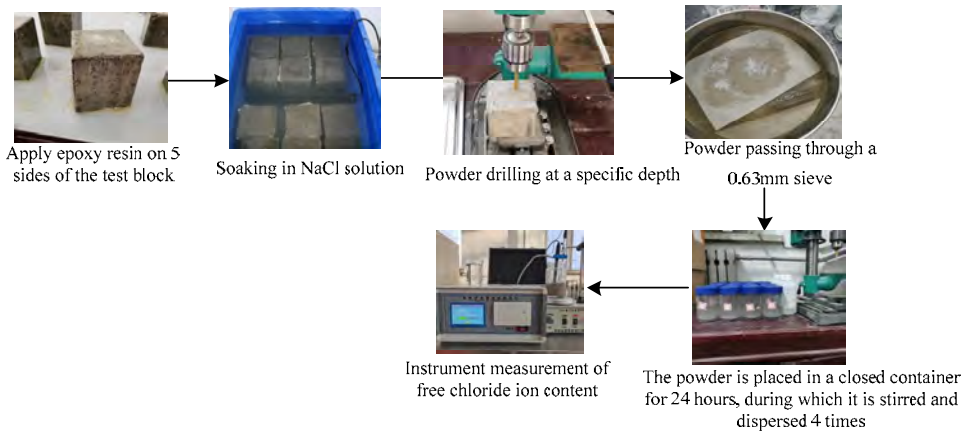 Apply epoxy resin on 5
sides of the test block
Soaking in NaCl solution
Powder drilling at a specific depth
Powder passing through a
0.63mm sieve
Instrument measurement of
free chloride ion content
The powder is placed in a closed container
for 24 hours, during which it is stirred and
dispersed 4 times